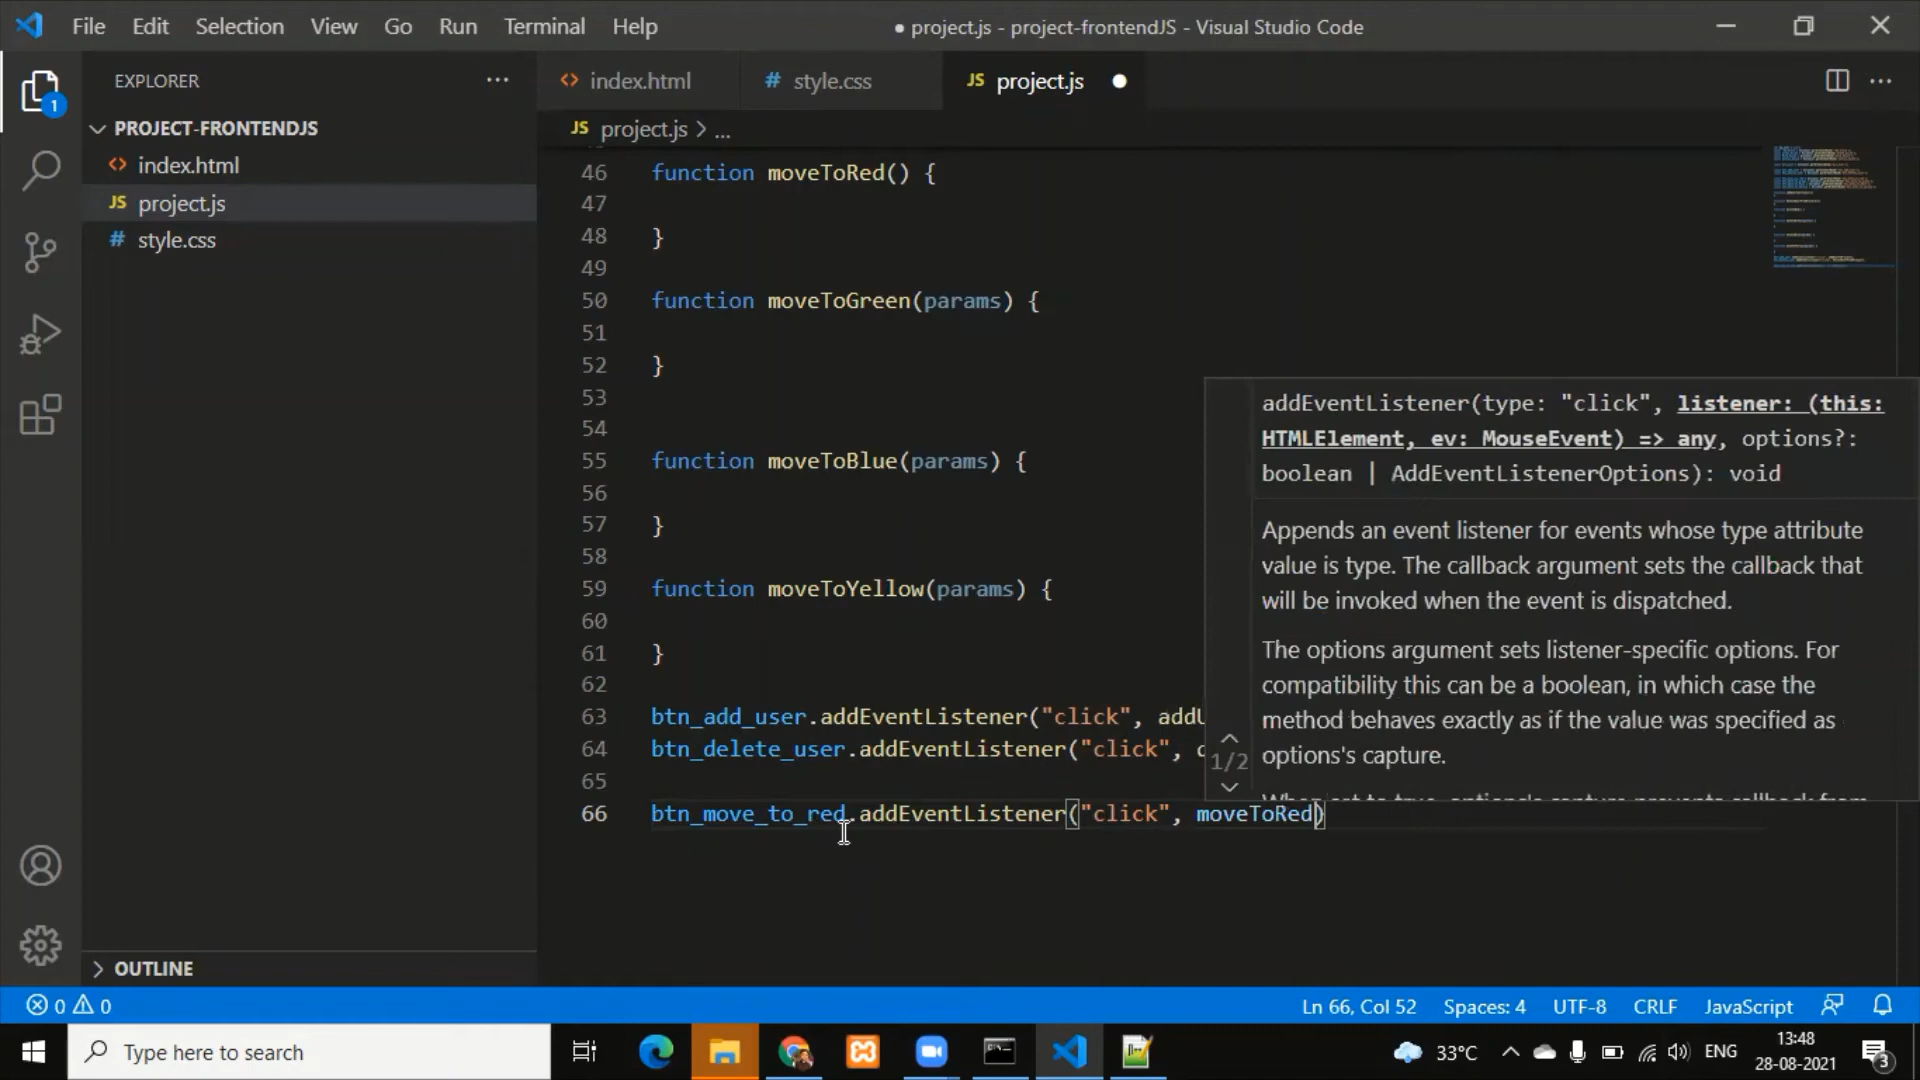 File Edit Selection View Go Run Terminal Help
● project.js - project-frontendJS - Visual Studio Code
EXPLORER
index.html
style.css
JS project.js
PROJECT-FRONTENDJS
index.html
JS project.js
# style.css
JS project.js > ...
46 function moveToRed() {
47
48 }
49
50 function moveToGreen(params) {
51
52 }
53
54
55 function moveToBlue(params) {
56
57 }
58
59 function moveToYellow(params) {
60
61 }
62
63 btn_add_user.addEventListener("click", addU
64 btn_delete_user.addEventListener("click",
65
66 btn_move_to_red.addEventListener("click", moveToRed)
addEventListener(type: "click", listener: (this:
HTMLElement, ev: MouseEvent) => any, options?:
boolean | AddEventListenerOptions): void
Appends an event listener for events whose type attribute
value is type. The callback argument sets the callback that
will be invoked when the event is dispatched.
The options argument sets listener-specific options. For
compatibility this can be a boolean, in which case the
method behaves exactly as if the value was specified as
options's capture.
1/2
OUTLINE
0 0
Ln 66, Col 52 Spaces: 4 UTF-8 CRLF JavaScript
Type here to search
33°C
ENG
13:48
28-08-2021
3
1